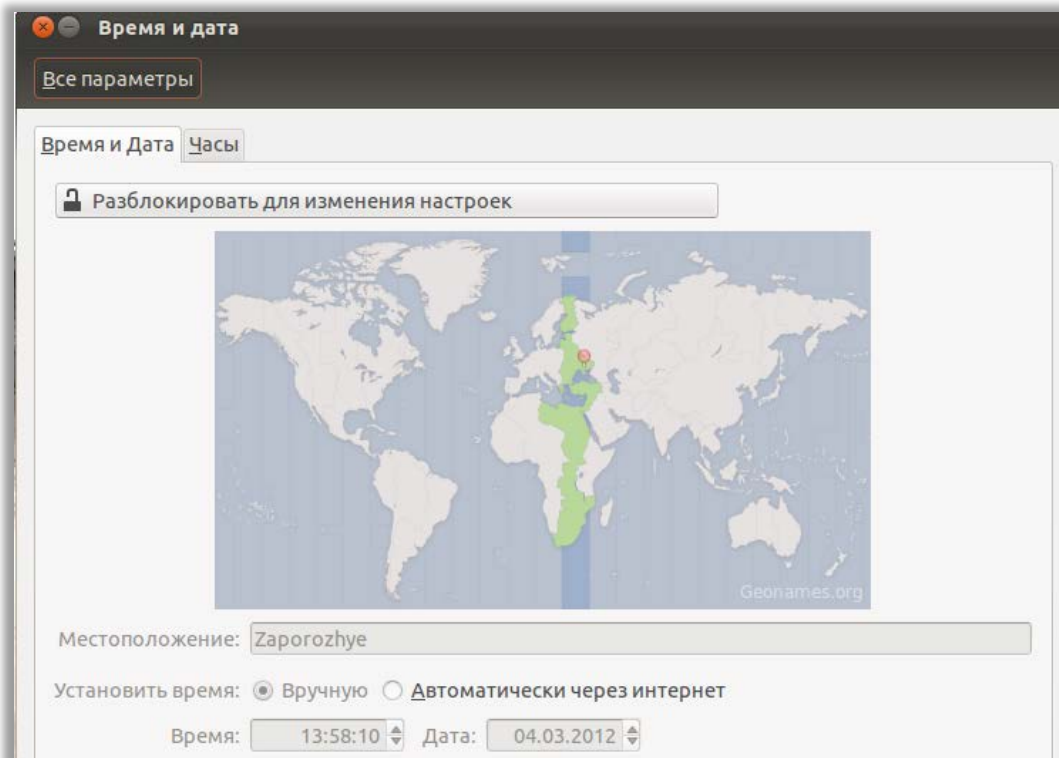 Время и дата
Все параметры
Время и Дата Часы
Разблокировать для изменения настроек
Geonames.org
Местоположение: Zaporozhye
Установить время: Вручную Автоматически через интернет
Время: 13:58:10 Дата: 04.03.2012